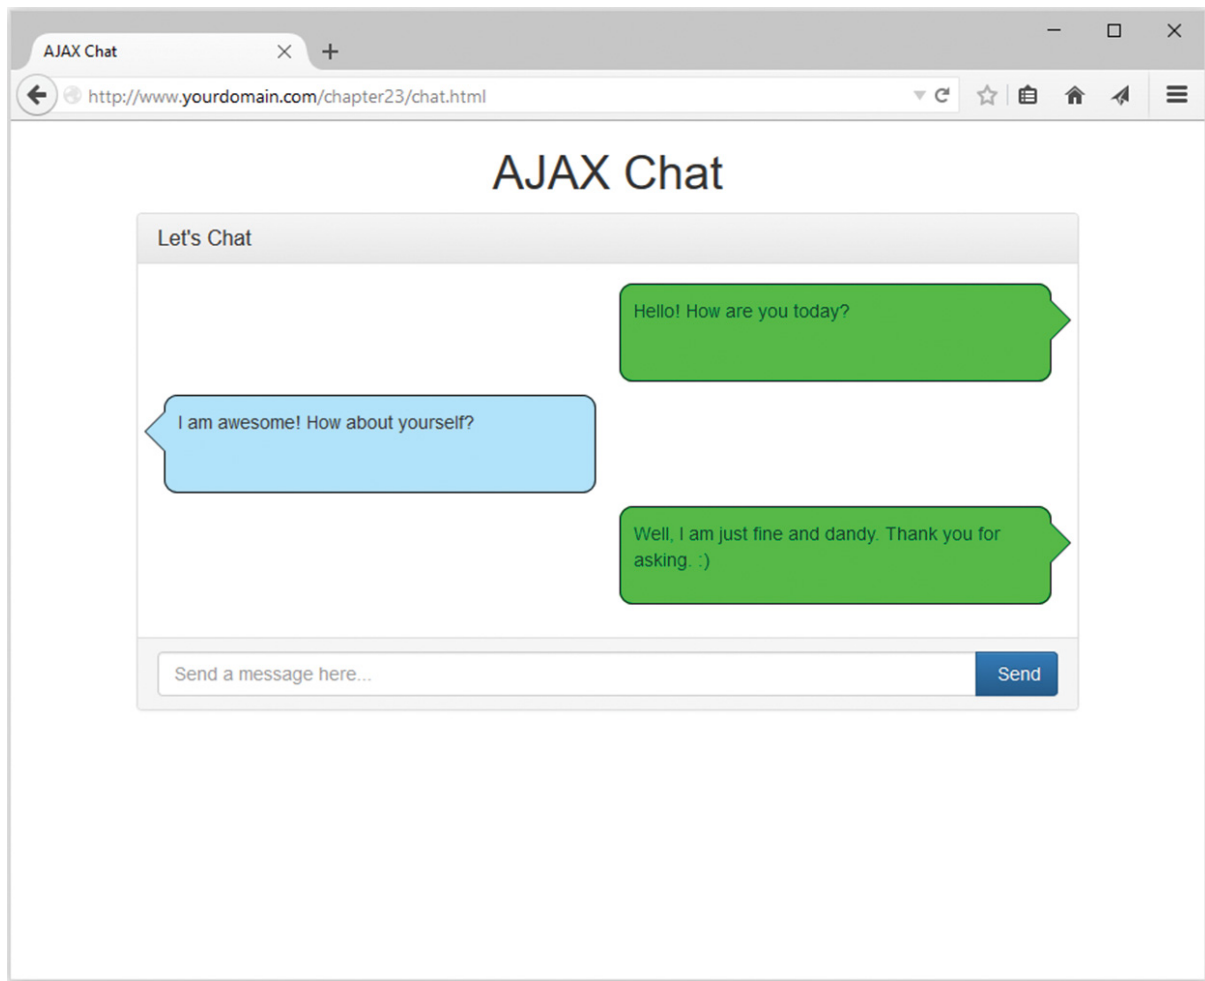 AJAX Chat
http://www.yourdomain.com/chapter23/chat.html
AJAX Chat
Let's Chat
Hello! How are you today?
I am awesome! How about yourself?
Well, I am just fine and dandy. Thank you for
asking. :)
Send a message here...
Send